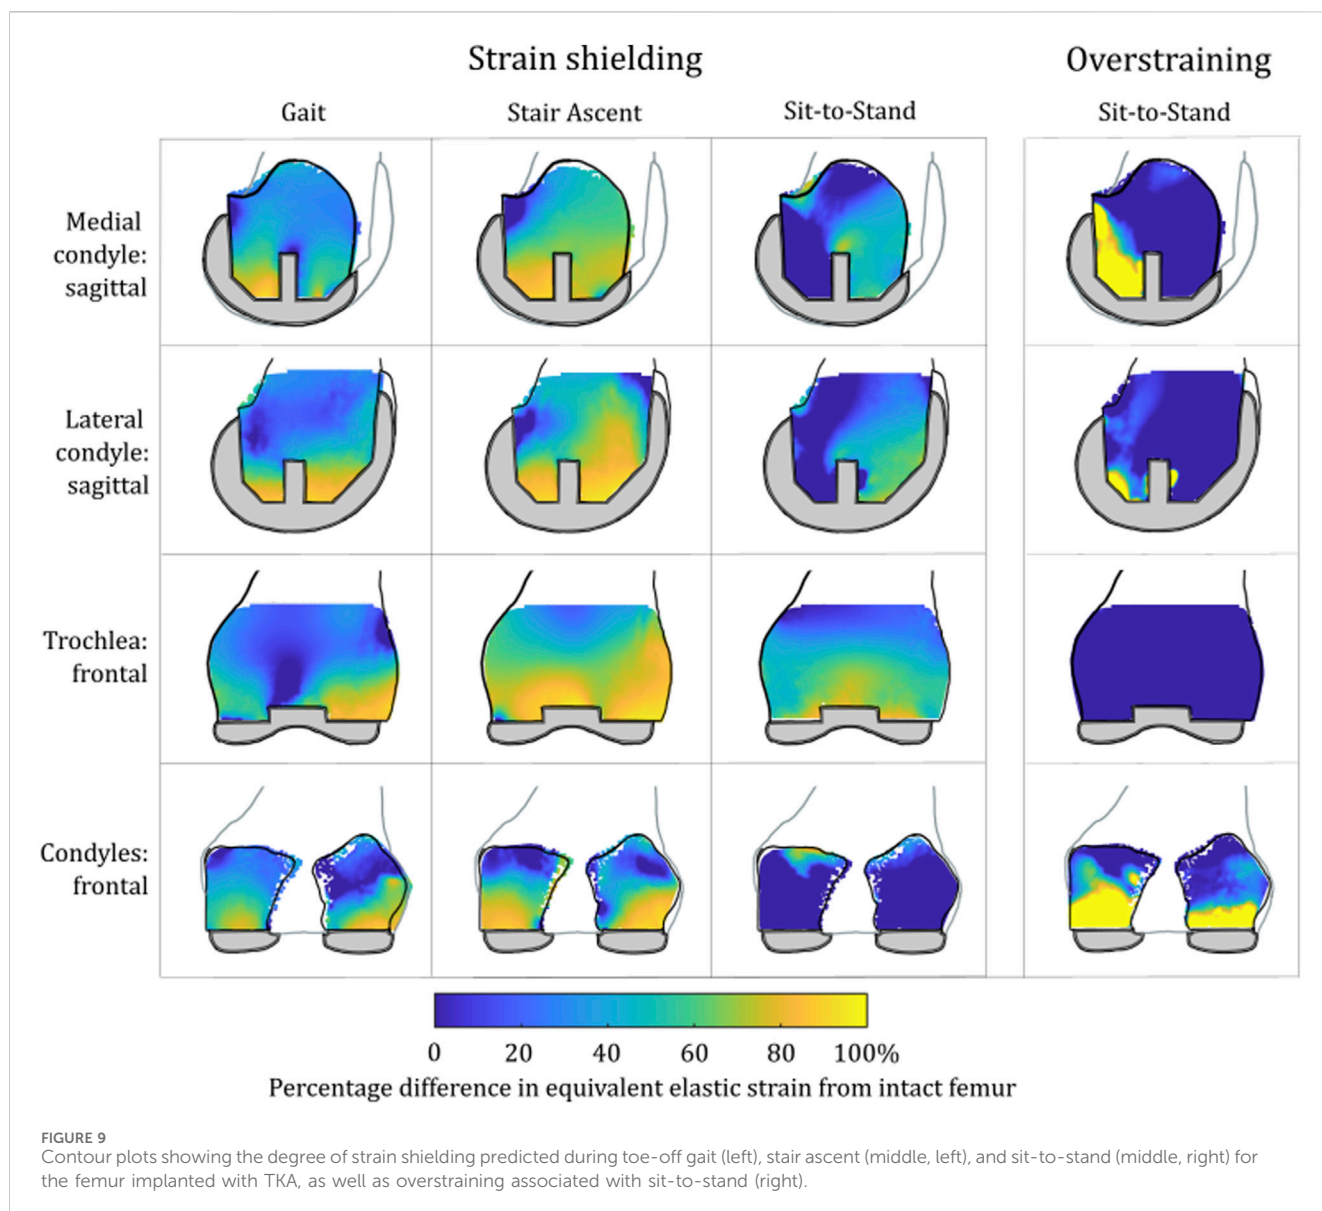 Strain shielding
Overstraining
Gait
Stair Ascent
Sit-to-Stand
Sit-to-Stand
Medial
condyle:
sagittal
Lateral
condyle:
sagittal
Trochlea:
frontal
Condyles:
frontal
0 20 40 60 80 100%
Percentage difference in equivalent elastic strain from intact femur
FIGURE 9
Contour plots showing the degree of strain shielding predicted during toe-off gait (left), stair ascent (middle, left), and sit-to-stand (middle, right) for
the femur implanted with TKA, as well as overstraining associated with sit-to-stand (right).